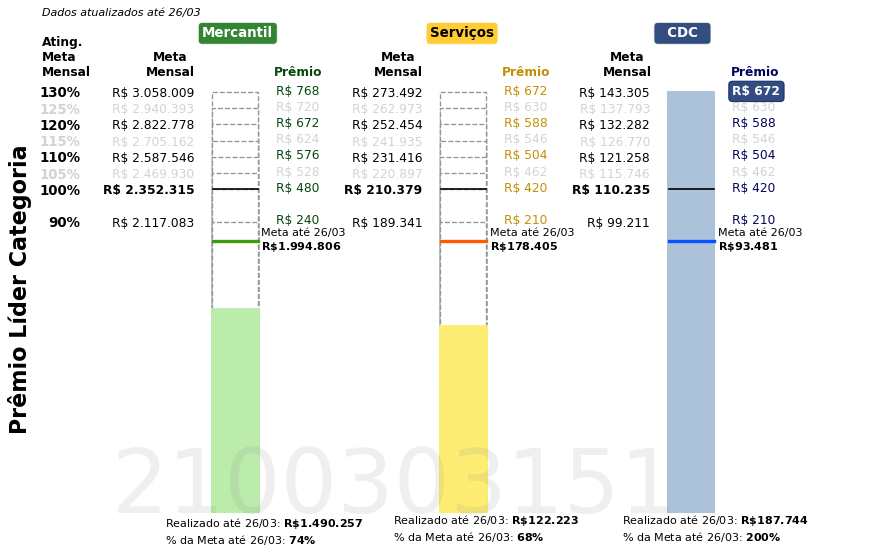 Dados atualizados até 26/03
Mercantil Serviços CDC
Ating. Meta Mensal Meta Mensal Prêmio Meta Mensal Prêmio Meta Mensal Prêmio
130% R$ 3.058.009 R$ 768 R$ 273.492 R$ 672 R$ 143.305 R$ 672
125% R$ 2.940.393 R$ 720 R$ 262.973 R$ 630 R$ 137.793 R$ 630
120% R$ 2.822.778 R$ 672 R$ 252.454 R$ 588 R$ 132.282 R$ 588
115% R$ 2.705.162 R$ 624 R$ 241.935 R$ 546 R$ 126.770 R$ 546
110% R$ 2.587.546 R$ 576 R$ 231.416 R$ 504 R$ 121.258 R$ 504
105% R$ 2.469.930 R$ 528 R$ 220.897 R$ 462 R$ 115.746 R$ 462
100% R$ 2.352.315 R$ 480 R$ 210.379 R$ 420 R$ 110.235 R$ 420
90% R$ 2.117.083 R$ 240 R$ 189.341 R$ 210 R$ 99.211 R$ 210
Meta até 26/03 Meta até 26/03 Meta até 26/03
R$1.994.806 R$178.405 R$93.481
Prêmio Líder Categoria
2100303151
Realizado até 26/03: R$1.490.257 Realizado até 26/03: R$122.223 Realizado até 26/03: R$187.744
% da Meta até 26/03: 74% % da Meta até 26/03: 68% % da Meta até 26/03: 200%